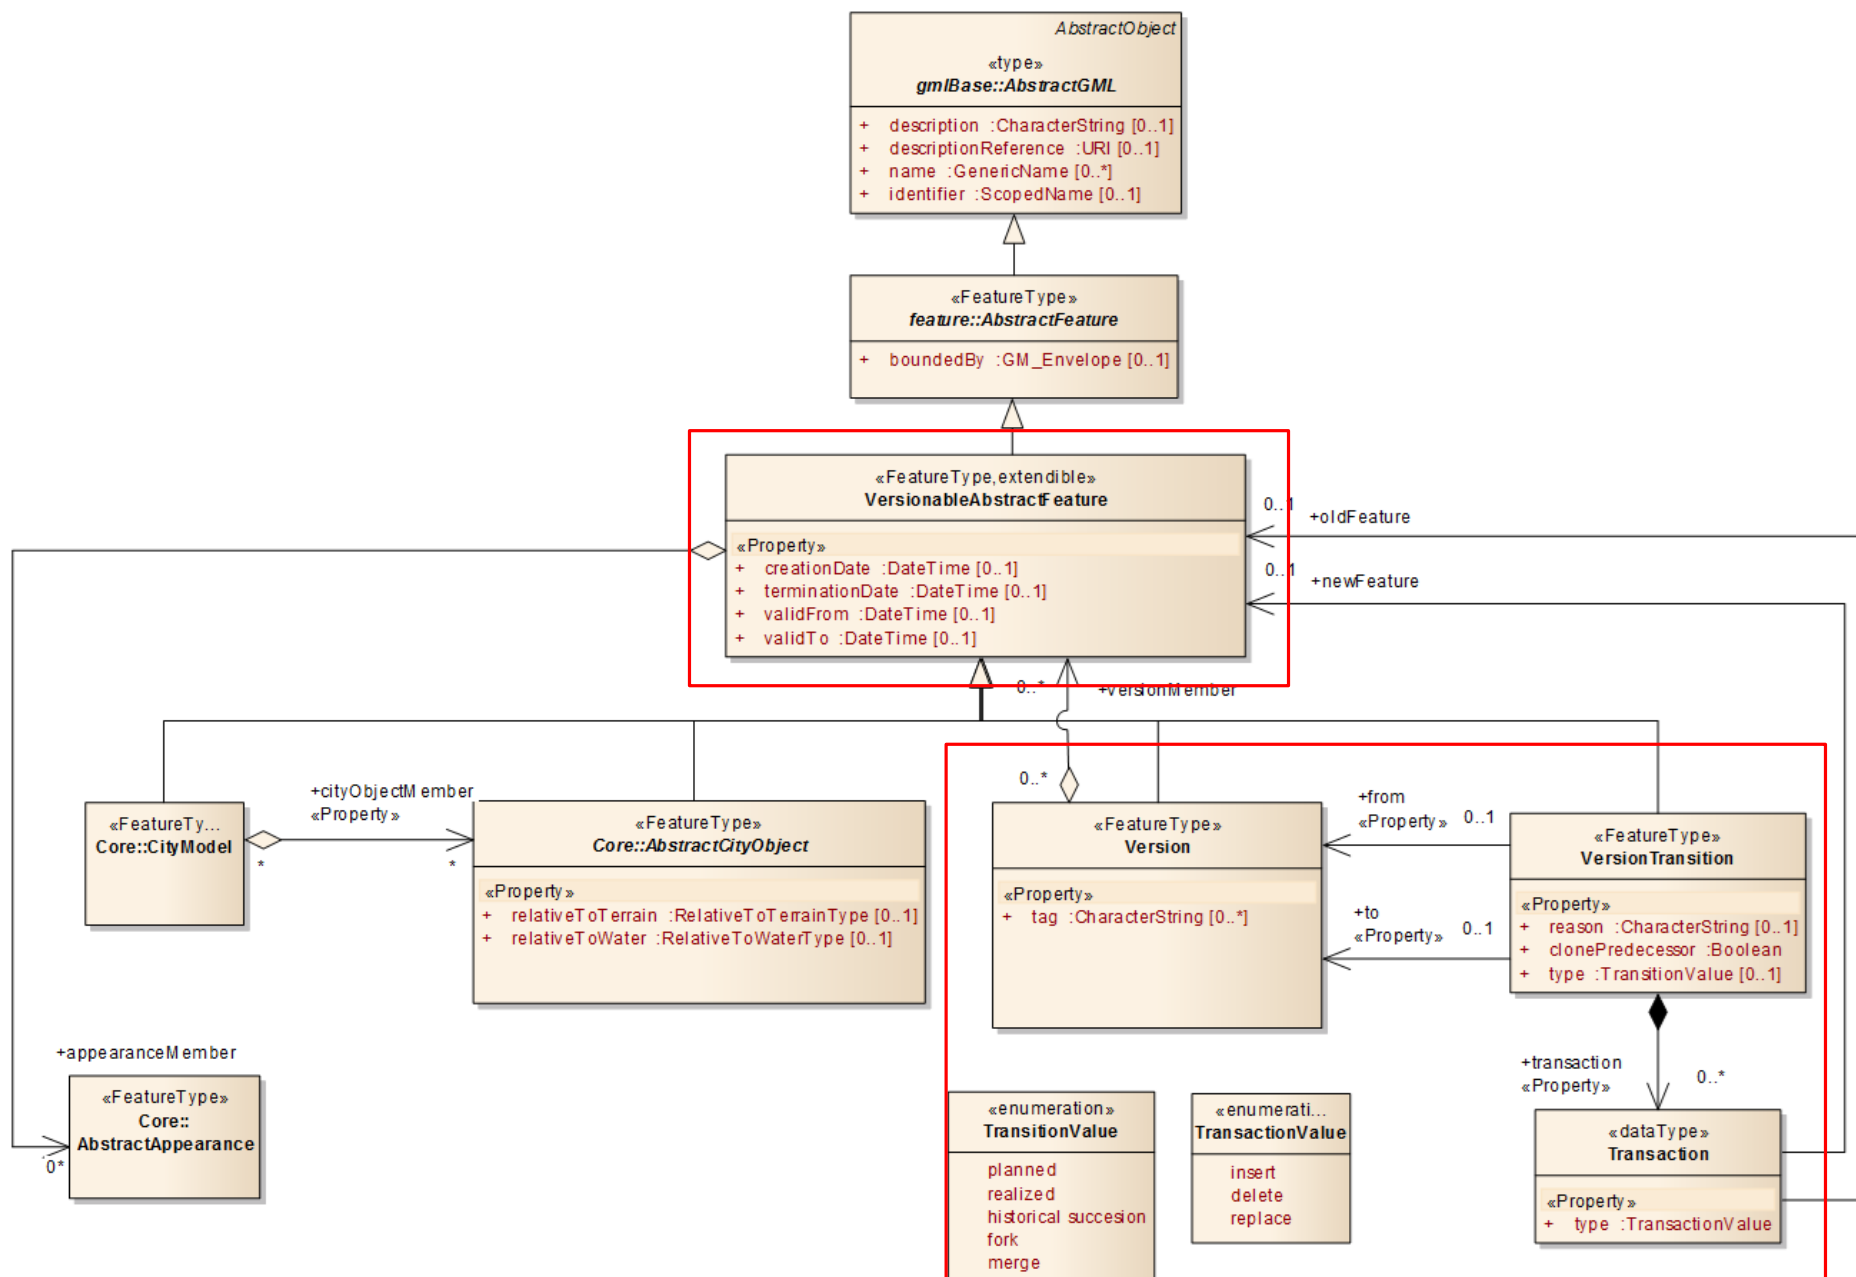 AbstractObject
«type»
gmlBase::AbstractGML
+ description :CharacterString [0..1]
+ descriptionReference :URI [0..1]
+ name :GenericName [0..*]
+ identifier :ScopedName [0..1]
«FeatureType»
feature::AbstractFeature
+ boundedBy :GM_Envelope [0..1]
«FeatureType,extendible»
VersionableAbstractFeature
«Property»
+ creationDate :DateTime [0..1]
+ terminationDate :DateTime [0..1]
+ validFrom :DateTime [0..1]
+ validTo :DateTime [0..1]
0..1
+oldFeature
0..1
+newFeature
0..*
+versionMember
+cityObjectMember
«Property»
*
*
«FeatureTy...
Core::CityModel
«FeatureType»
Core::AbstractCityObject
«Property»
+ relativeToTerrain :RelativeToTerrainType [0..1]
+ relativeToWater :RelativeToWaterType [0..1]
0..*
«FeatureType»
Version
«Property»
+ tag :CharacterString [0..*]
+from
«Property»
0..1
+to
«Property»
0..1
«FeatureType»
VersionTransition
«Property»
+ reason :CharacterString [0..1]
+ clonePredecessor :Boolean
+ type :TransitionValue [0..1]
+appearanceMember
0*
«FeatureType»
Core::
AbstractAppearance
«enumeration»
TransitionValue
planned
realized
historical succesion
fork
merge
«enumerati...
TransactionValue
insert
delete
replace
+transaction
«Property»
0..*
«dataType»
Transaction
«Property»
+ type :TransactionValue